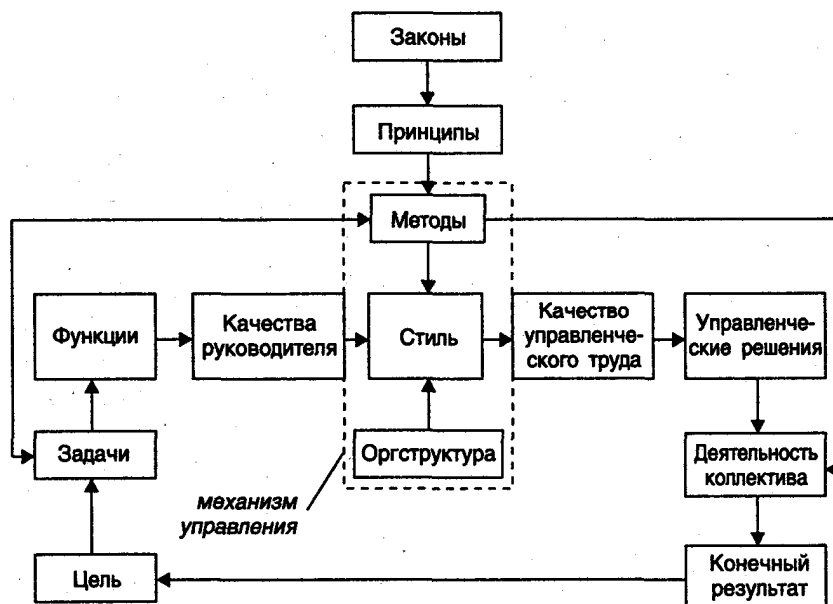 Законы
Принципы
Методы
Функции
Качества
руководителя
Стиль
Качество
управленче-
ского труда
Управленче-
ские решения
Задачи
Оргструктура
Деятельность
коллектива
механизм
управления
Цель
Конечный
результат